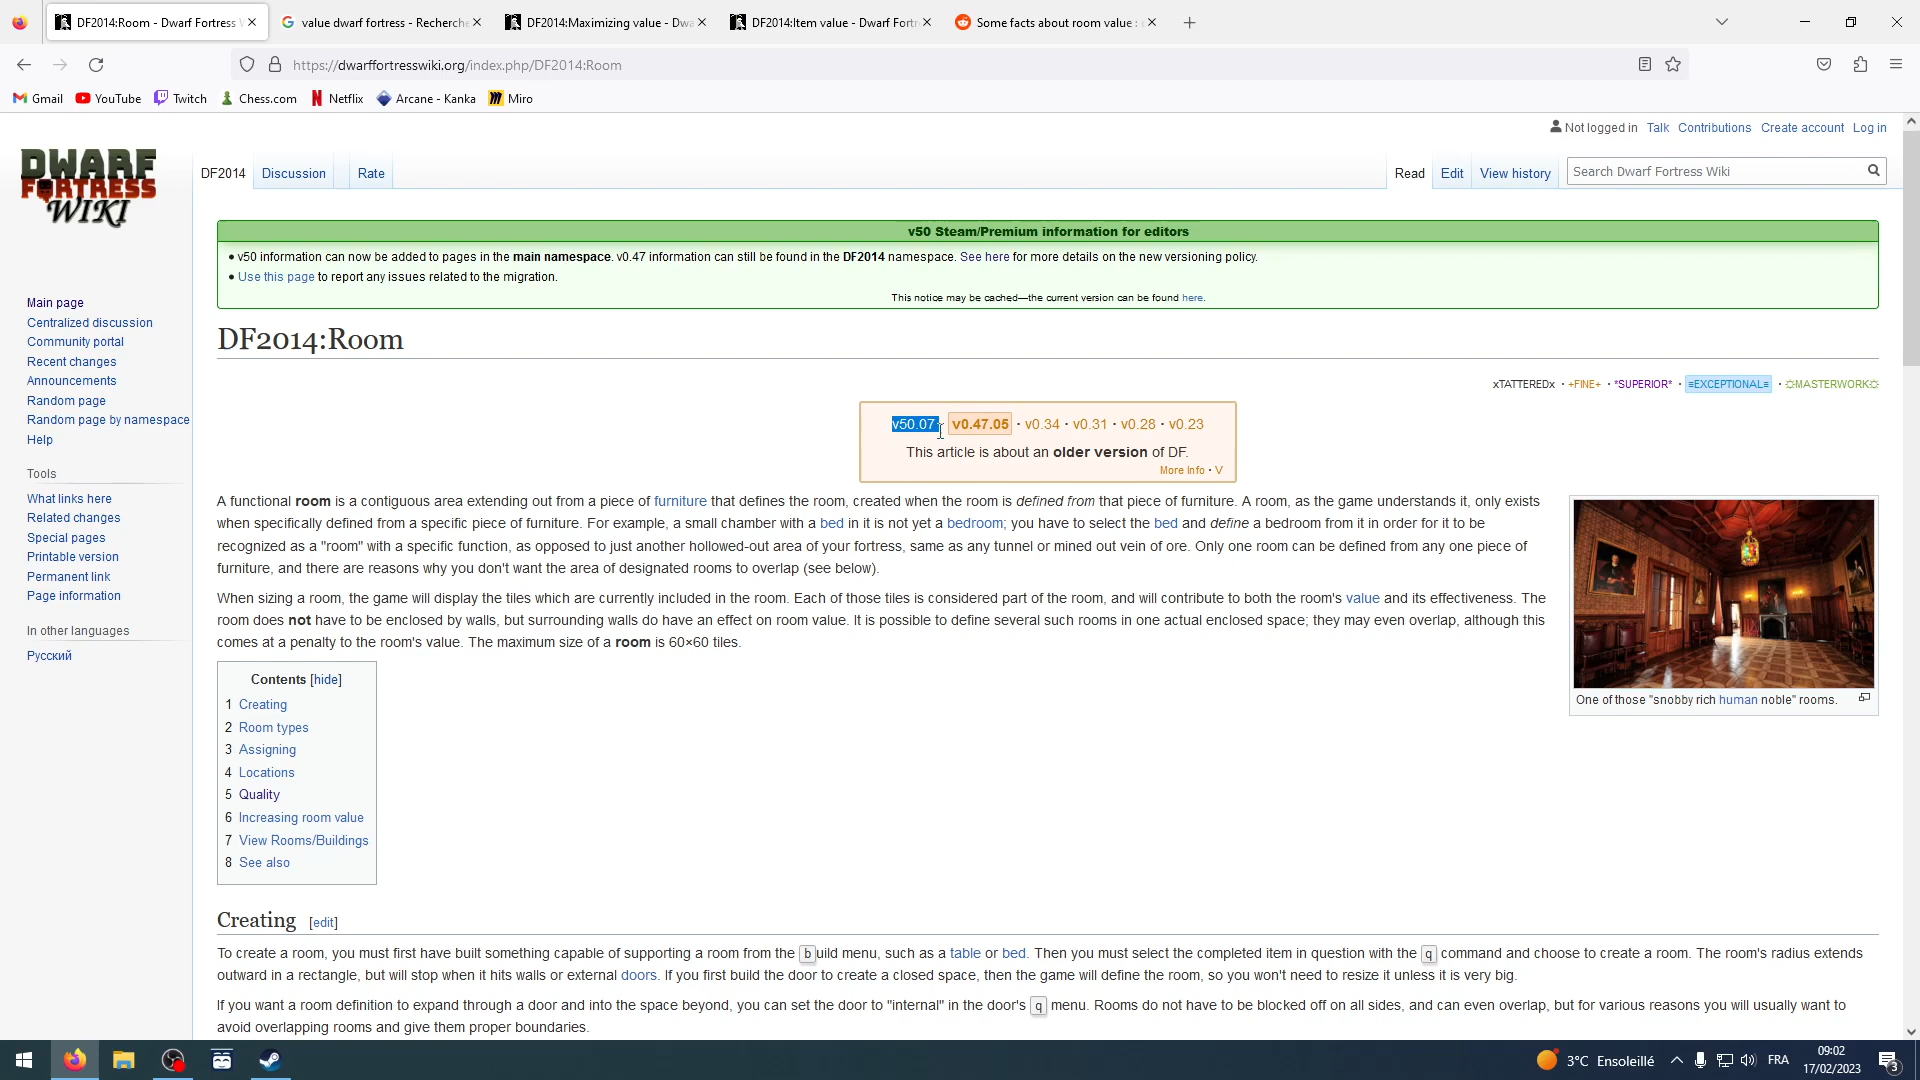 DF2014:Room - Dwarf Fortress W
value dwarf fortress - Recherche
DF2014:Maximizing value - Dwa
DF2014:Item value - Dwarf Fortre
Some facts about room value :
https://dwarffortresswiki.org/index.php/DF2014:Room
Gmail YouTube Twitch Chess.com Netflix Arcane - Kanka Miro
Not logged in Talk Contributions Create account Log in
DWARF
FORTRESS
WIKI
DF2014 Discussion Rate Read Edit View history Search Dwarf Fortress Wiki
v50 Steam/Premium information for editors
• v50 information can now be added to pages in the main namespace. v0.47 information can still be found in the DF2014 namespace. See here for more details on the new versioning policy.
• Use this page to report any issues related to the migration.
This notice may be cached—the current version can be found here.
Main page
Centralized discussion
Community portal
Recent changes
Announcements
Random page
Random page by namespace
Help
Tools
What links here
Related changes
Special pages
Printable version
Permanent link
Page information
In other languages
Русский
DF2014:Room
xTATTEREDx · +FINE+ · *SUPERIOR* · ≡EXCEPTIONAL≡ · ☼MASTERWORK☼
v50.07 · v0.47.05 · v0.34 · v0.31 · v0.28 · v0.23
This article is about an older version of DF.
More Info · V
A functional room is a contiguous area extending out from a piece of furniture that defines the room, created when the room is defined from that piece of furniture. A room, as the game understands it, only exists
when specifically defined from a specific piece of furniture. For example, a small chamber with a bed in it is not yet a bedroom; you have to select the bed and define a bedroom from it in order for it to be
recognized as a "room" with a specific function, as opposed to just another hollowed-out area of your fortress, same as any tunnel or mined out vein of ore. Only one room can be defined from any one piece of
furniture, and there are reasons why you don't want the area of designated rooms to overlap (see below).
When sizing a room, the game will display the tiles which are currently included in the room. Each of those tiles is considered part of the room, and will contribute to both the room's value and its effectiveness. The
room does not have to be enclosed by walls, but surrounding walls do have an effect on room value. It is possible to define several such rooms in one actual enclosed space; they may even overlap, although this
comes at a penalty to the room's value. The maximum size of a room is 60×60 tiles.
One of those "snobby rich human noble" rooms.
Contents [hide]
1 Creating
2 Room types
3 Assigning
4 Locations
5 Quality
6 Increasing room value
7 View Rooms/Buildings
8 See also
Creating [edit]
To create a room, you must first have built something capable of supporting a room from the build menu, such as a table or bed. Then you must select the completed item in question with the q command and choose to create a room. The room's radius extends
outward in a rectangle, but will stop when it hits walls or external doors. If you first build the door to create a closed space, then the game will define the room, so you won't need to resize it unless it is very big.
If you want a room definition to expand through a door and into the space beyond, you can set the door to "internal" in the door's q menu. Rooms do not have to be blocked off on all sides, and can even overlap, but for various reasons you will usually want to
avoid overlapping rooms and give them proper boundaries.
3°C Ensoleillé FRA 09:02
17/02/2023 3